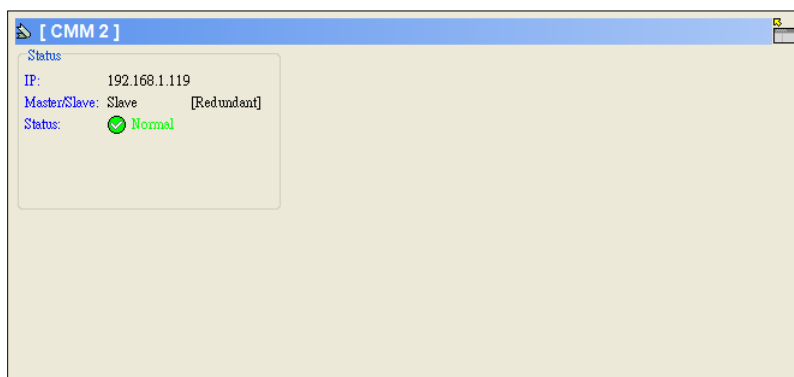 [ CMM 2 ]
Status
IP: 192.168.1.119
Master/Slave: Slave [Redundant]
Status: Normal